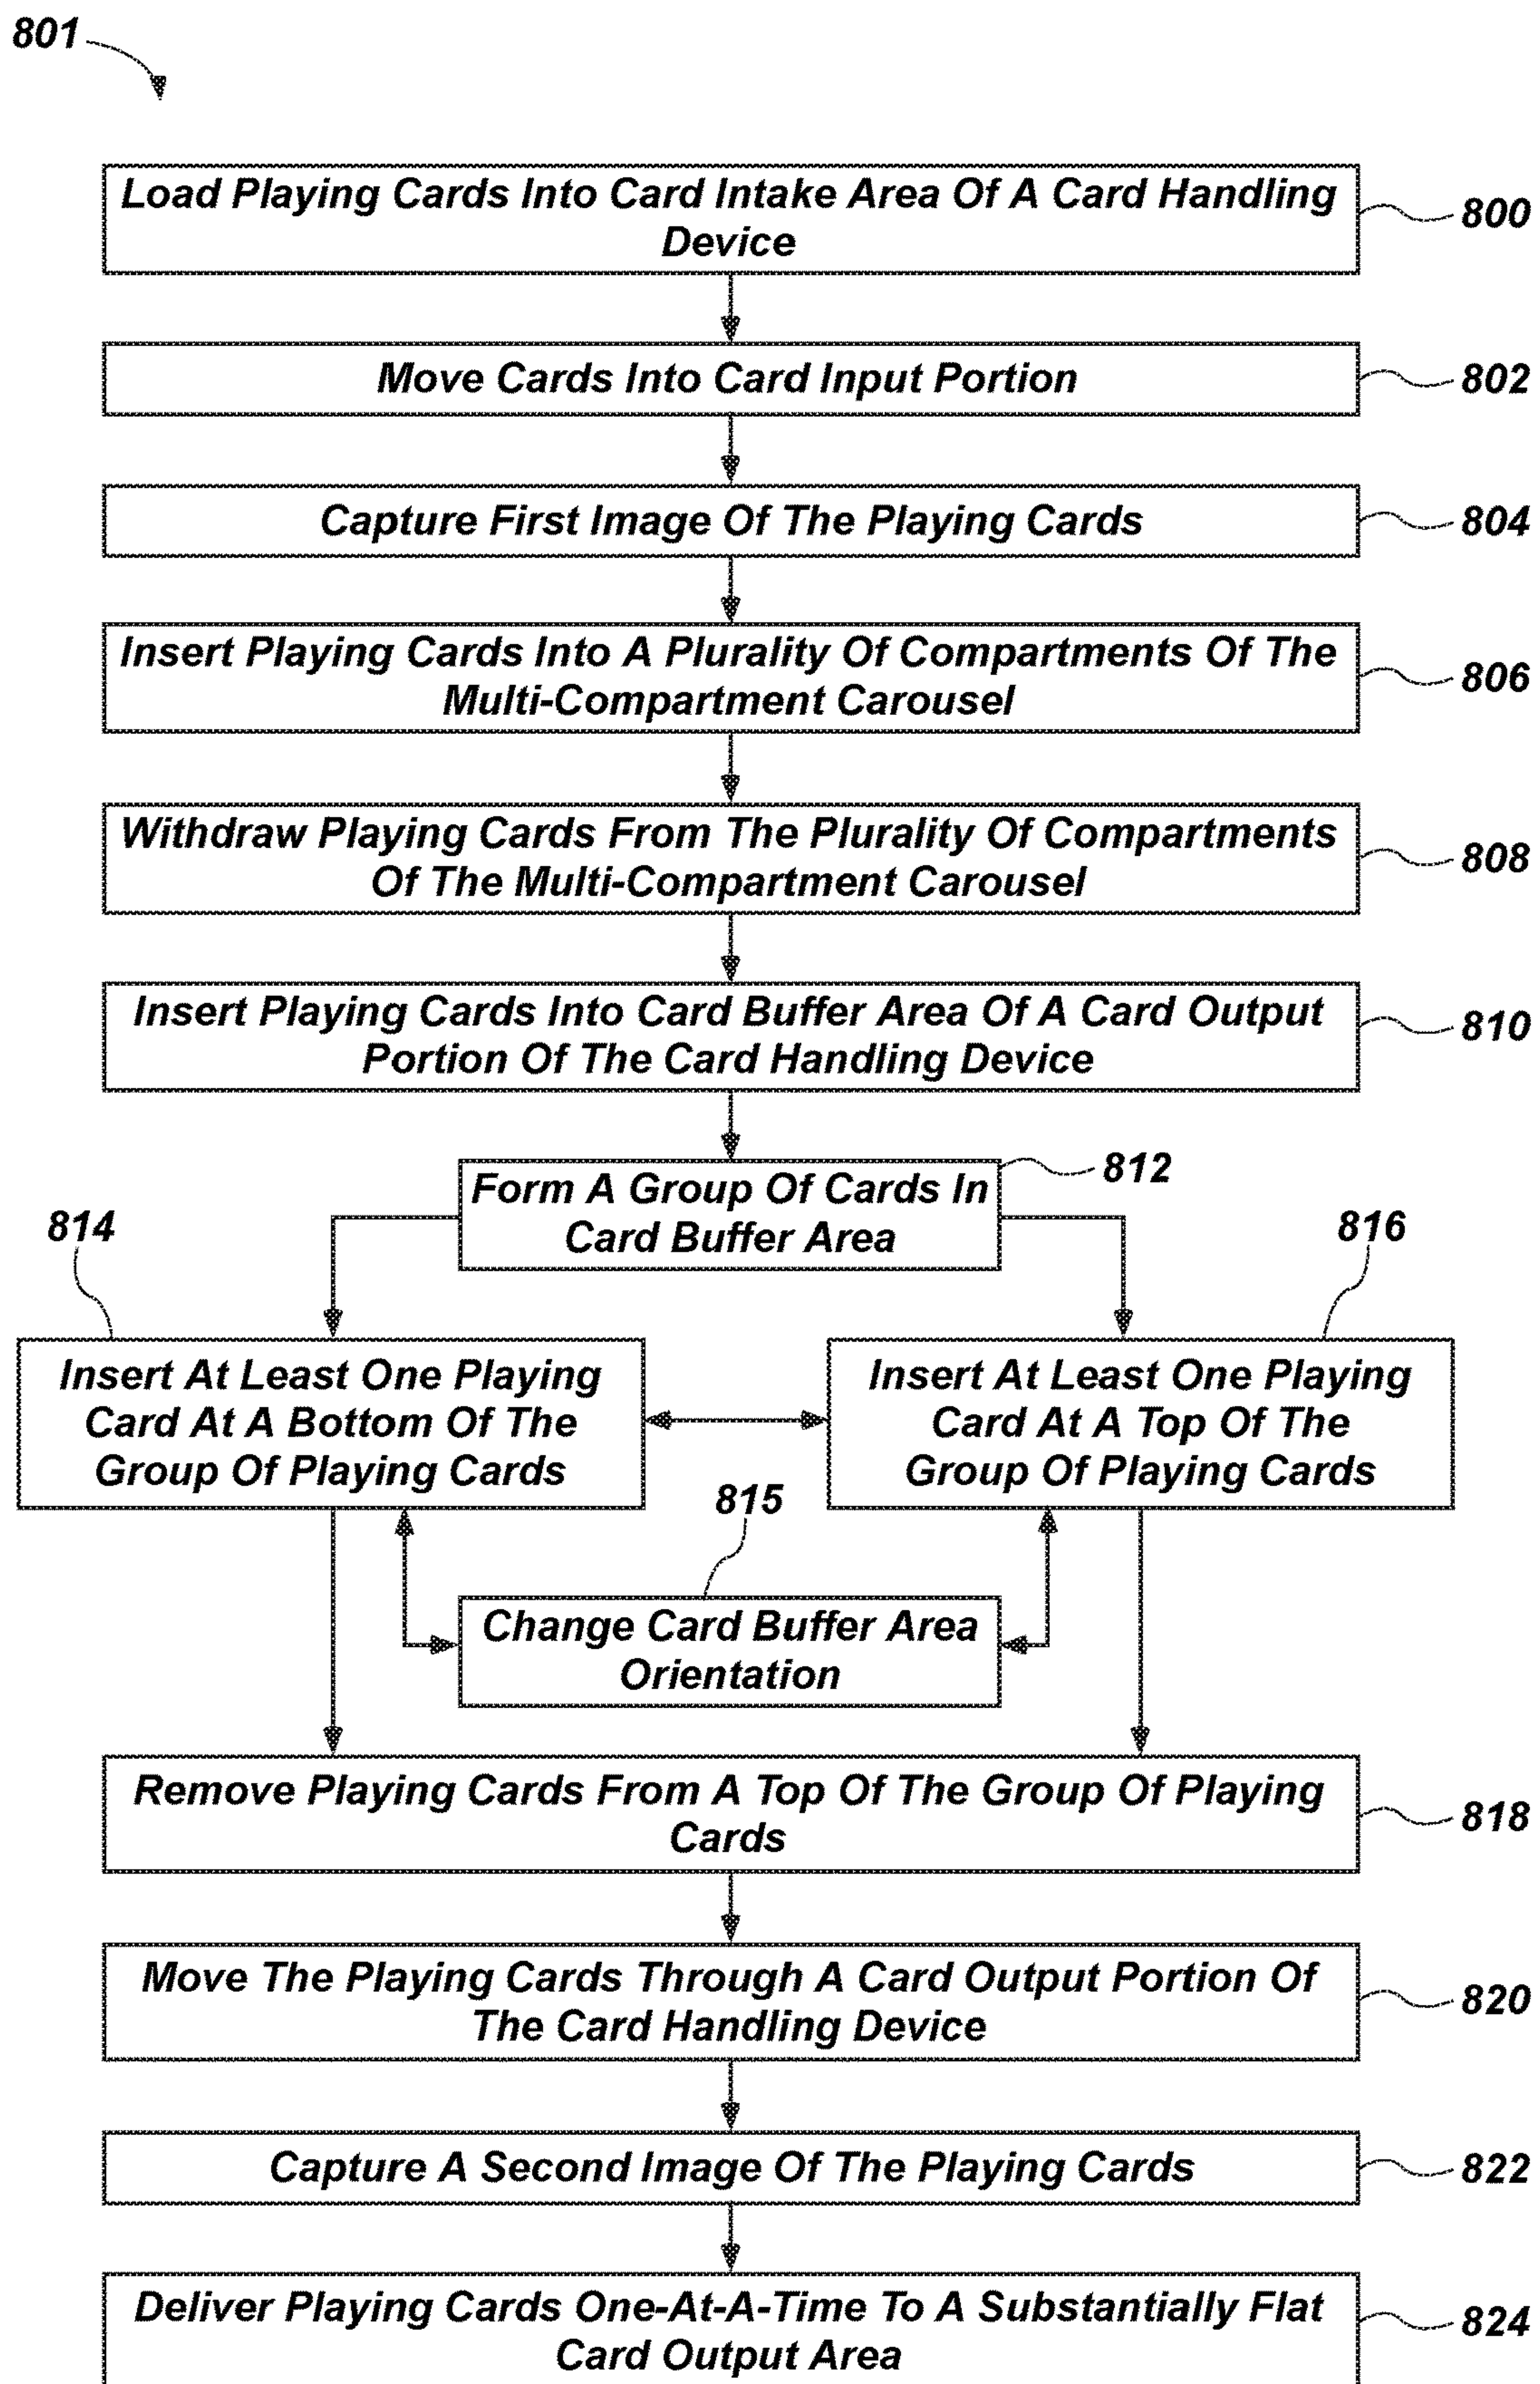 801
Load Playing Cards Into Card Intake Area Of A Card Handling
Device
800
Move Cards Into Card Input Portion
802
Capture First Image Of The Playing Cards
804
Insert Playing Cards Into A Plurality Of Compartments Of The
Multi-Compartment Carousel
806
Withdraw Playing Cards From The Plurality Of Compartments
Of The Multi-Compartment Carousel
808
Insert Playing Cards Into Card Buffer Area Of A Card Output
Portion Of The Card Handling Device
810
Form A Group Of Cards In
Card Buffer Area
812
814
Insert At Least One Playing
Card At A Bottom Of The
Group Of Playing Cards
816
Insert At Least One Playing
Card At A Top Of The
Group Of Playing Cards
815
Change Card Buffer Area
Orientation
Remove Playing Cards From A Top Of The Group Of Playing
Cards
818
Move The Playing Cards Through A Card Output Portion Of
The Card Handling Device
820
Capture A Second Image Of The Playing Cards
822
Deliver Playing Cards One-At-A-Time To A Substantially Flat
Card Output Area
824